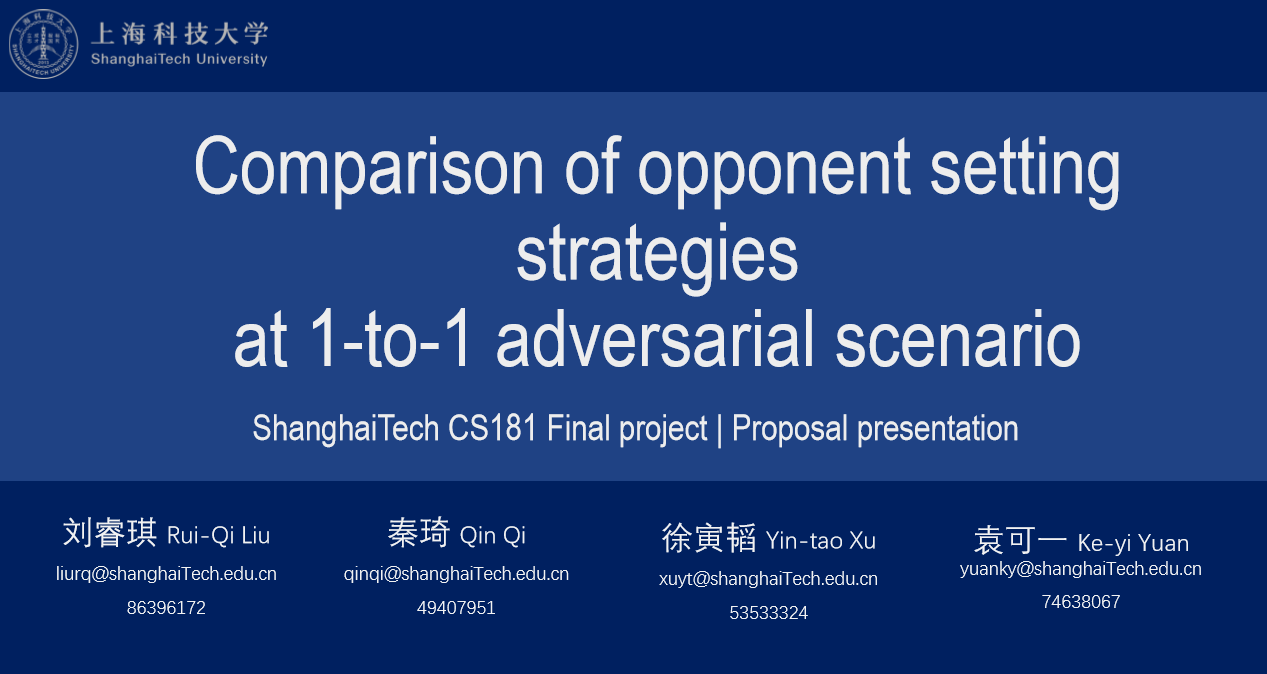 上海科技大学
ShanghaiTech University
Comparison of opponent setting
strategies
at 1-to-1 adversarial scenario
ShanghaiTech CS181 Final project | Proposal presentation
刘睿琪 Rui-Qi Liu
liurq@shanghaiTech.edu.cn
86396172
秦琦 Qin Qi
qinqi@shanghaiTech.edu.cn
49407951
徐寅韬 Yin-tao Xu
xuyt@shanghaiTech.edu.cn
53533324
袁可一 Ke-yi Yuan
yuanky@shanghaiTech.edu.cn
74638067